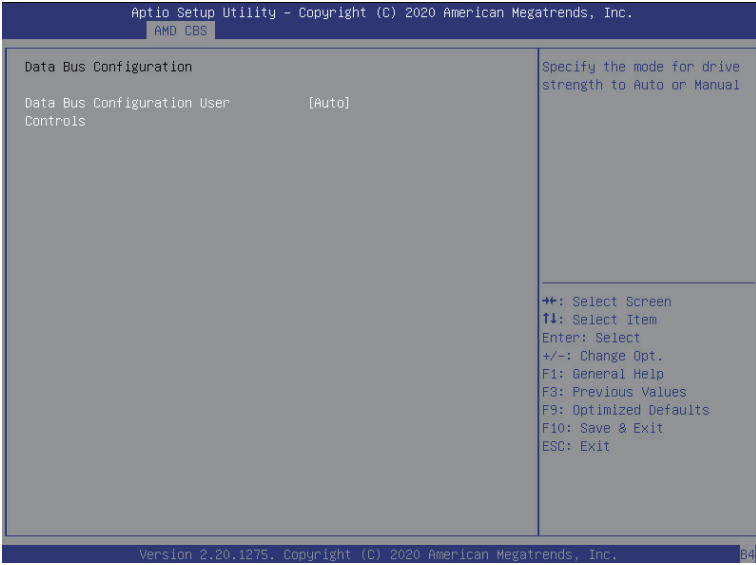 Aptio Setup Utility – Copyright (C) 2020 American Megatrends, Inc.
AMD CBS
Data Bus Configuration
Data Bus Configuration User [Auto]
Controls
Specify the mode for drive
strength to Auto or Manual
→←: Select Screen
↑↓: Select Item
Enter: Select
+/-: Change Opt.
F1: General Help
F3: Previous Values
F9: Optimized Defaults
F10: Save & Exit
ESC: Exit
Version 2.20.1275. Copyright (C) 2020 American Megatrends, Inc.
B4